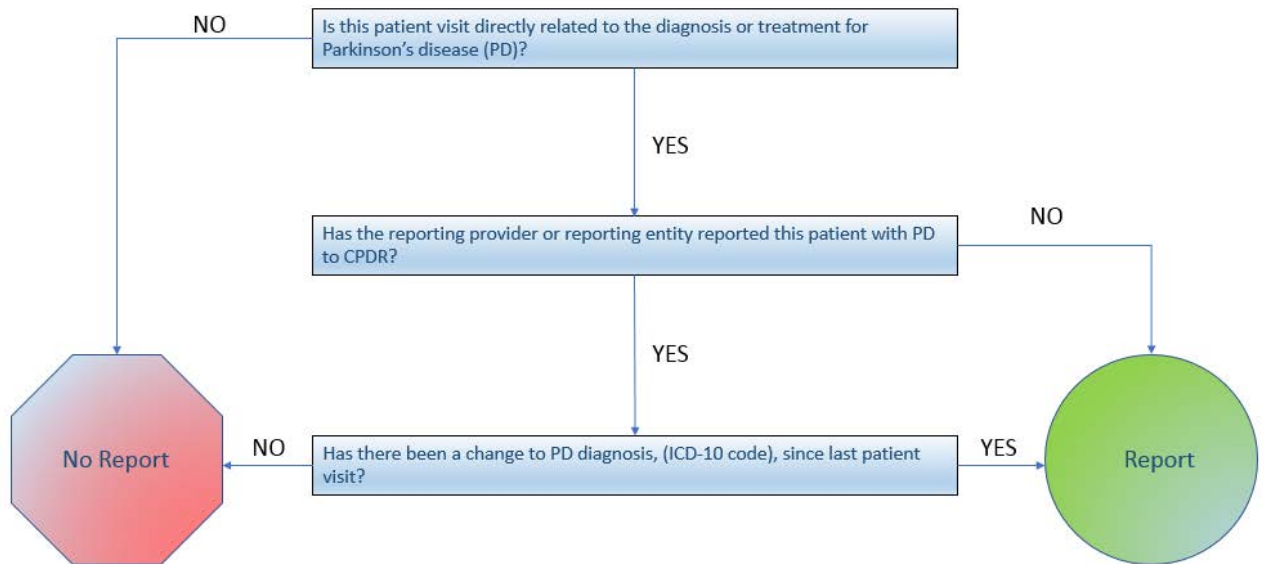 NO
Is this patient visit directly related to the diagnosis or treatment for
Parkinson's disease (PD)?
YES
Has the reporting provider or reporting entity reported this patient with PD
to CPDR?
NO
YES
No Report
NO
Has there been a change to PD diagnosis, (ICD-10 code), since last patient
visit?
YES
Report